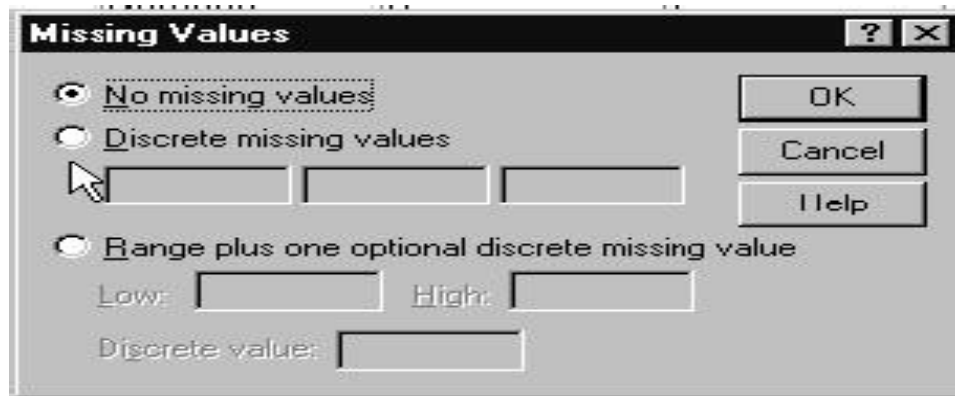 Missing Values
No missing values
OK
Discrete missing values
Cancel
Help
Range plus one optional discrete missing value
Low: High:
Discrete value: